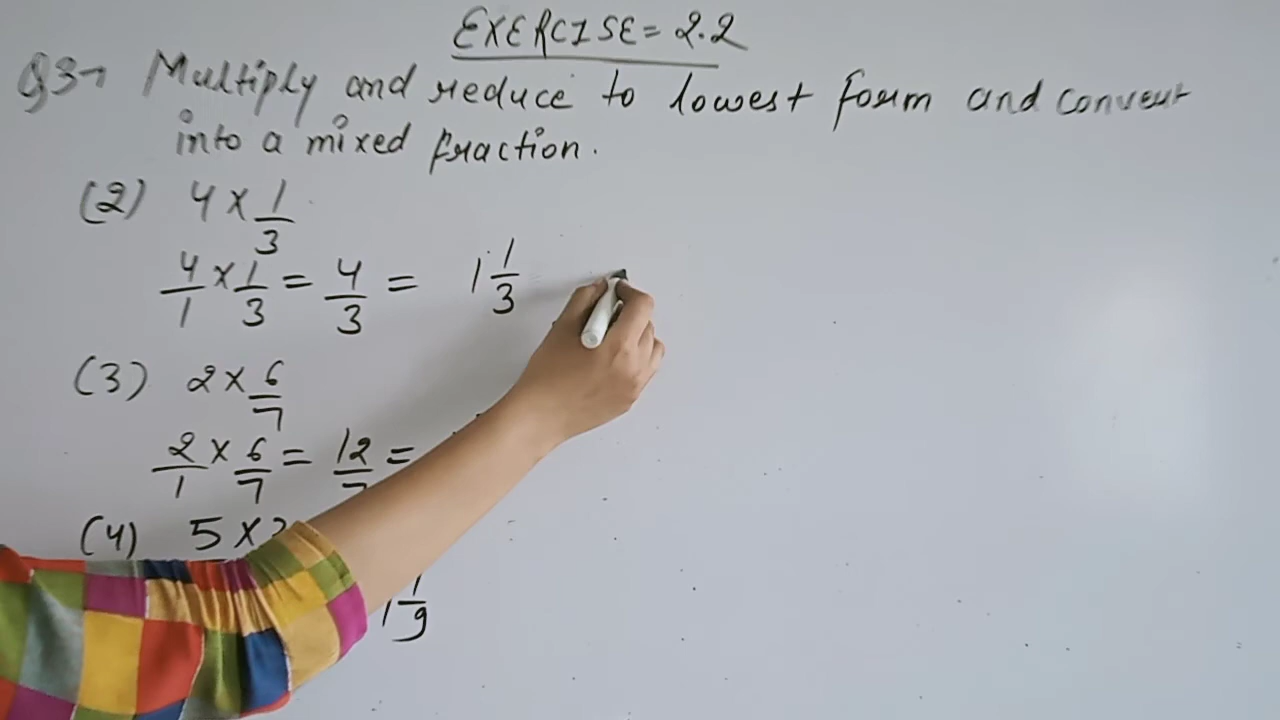 EXERCISE = 2.2
Q3→ Multiply and reduce to lowest form and convert
into a mixed fraction.
(2) 4 × 1/3
4/1 × 1/3 = 4/3 = 1 1/3
(3) 2 × 6/7
2/1 × 6/7 = 12/7 =
(4) 5 ×
1 1/9